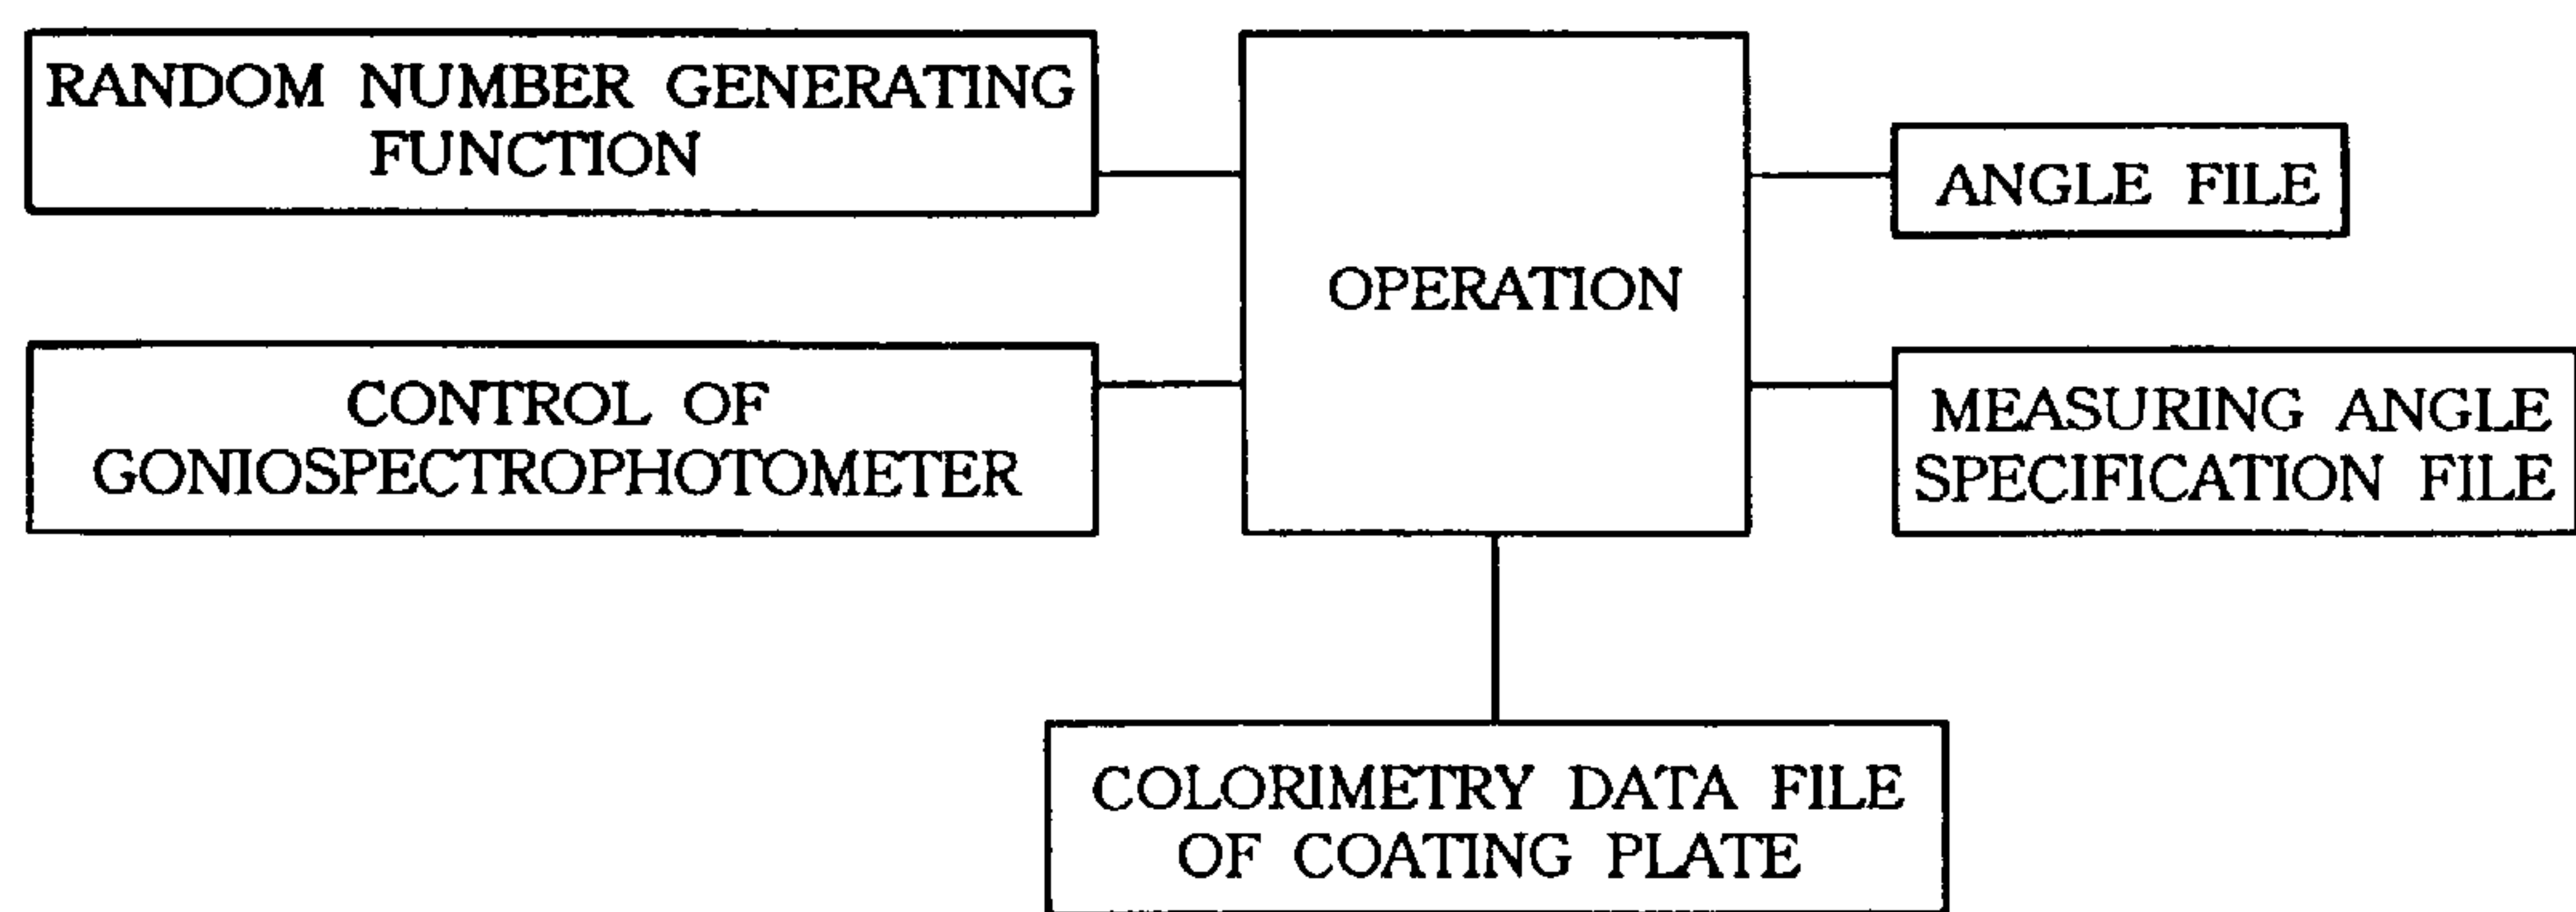 RANDOM NUMBER GENERATING
FUNCTION
CONTROL OF
GONIOSPECTROPHOTOMETER
OPERATION
ANGLE FILE
MEASURING ANGLE
SPECIFICATION FILE
COLORIMETRY DATA FILE
OF COATING PLATE